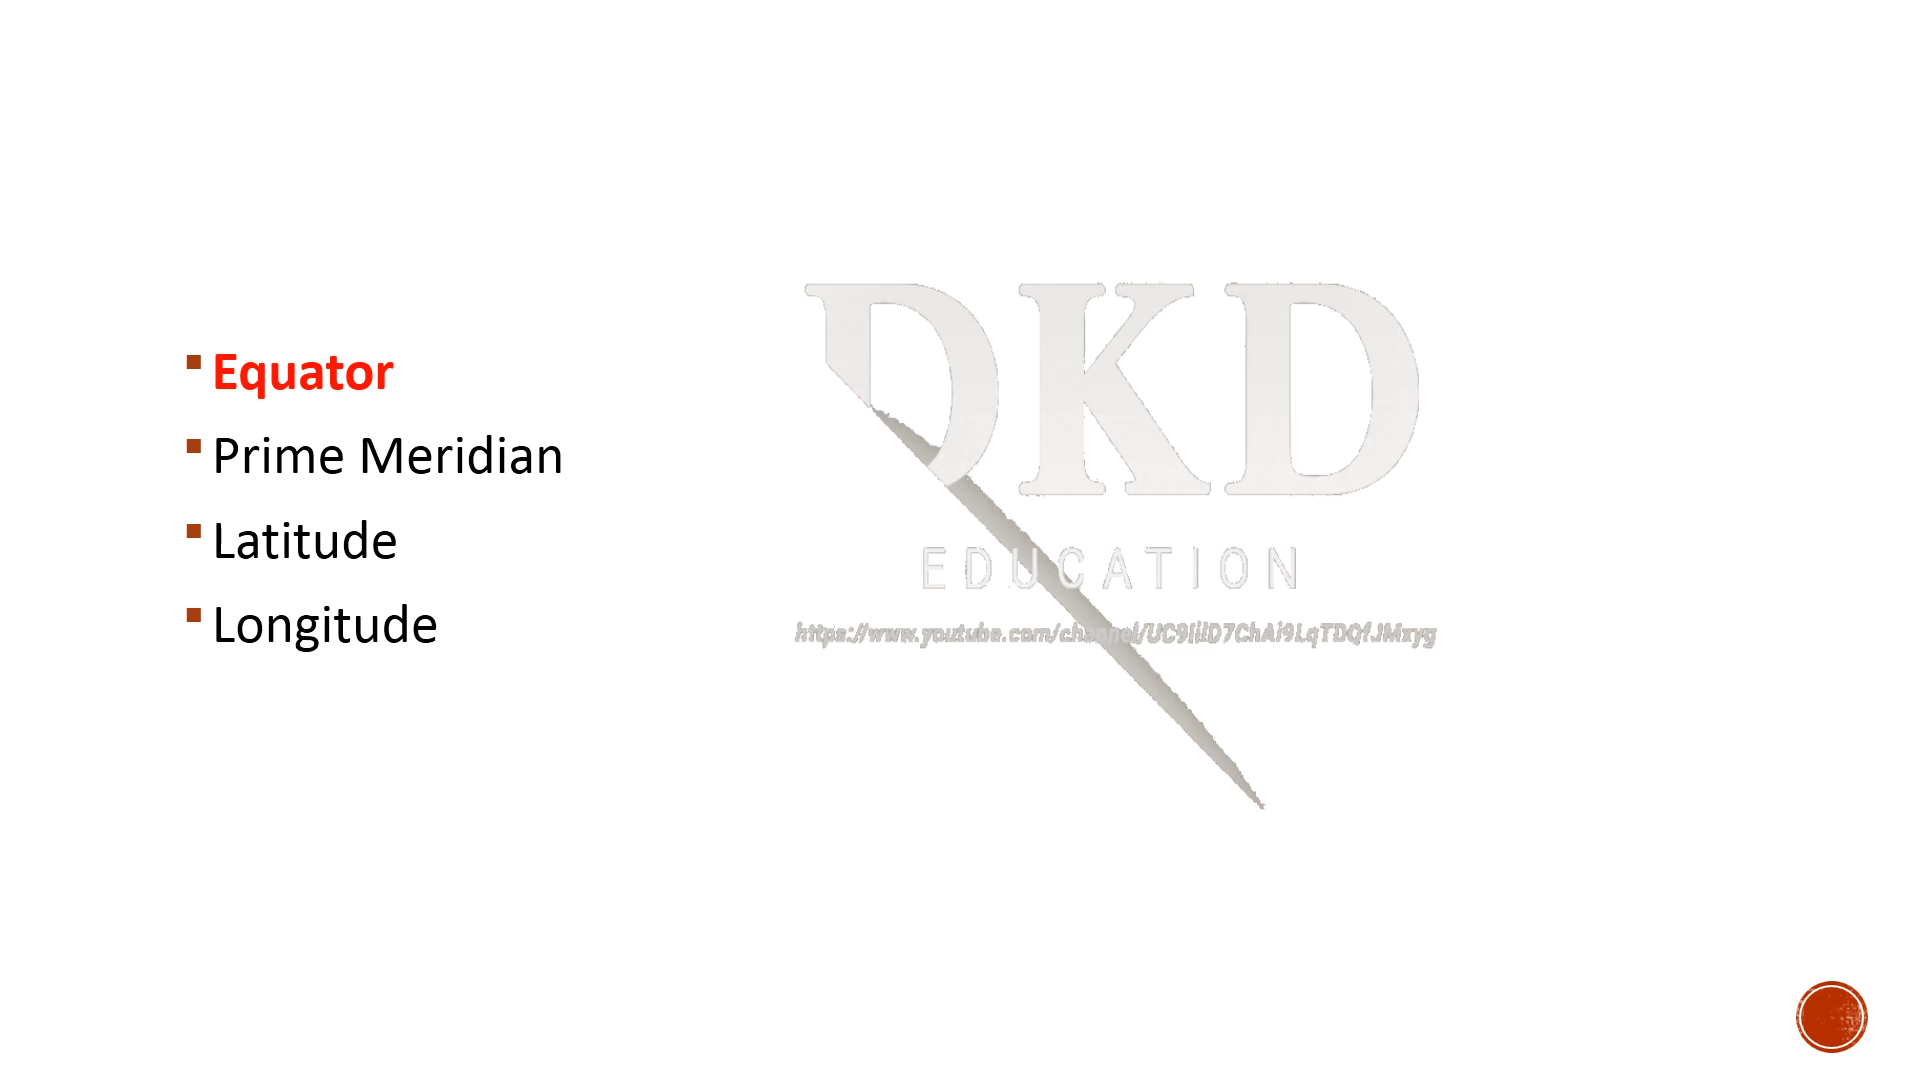 Equator
Prime Meridian
Latitude
Longitude
DKD
EDUCATION